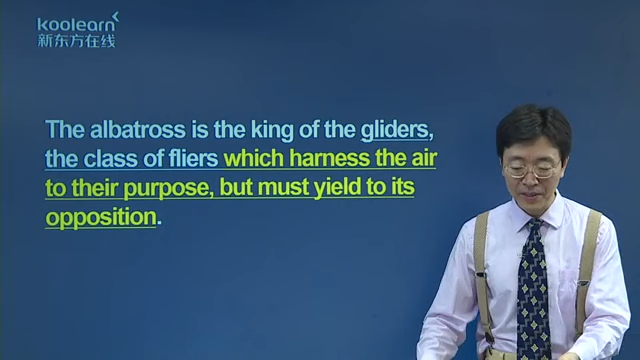 koolearn
新东方在线
The albatross is the king of the gliders,
the class of fliers which harness the air
to their purpose, but must yield to its
opposition.